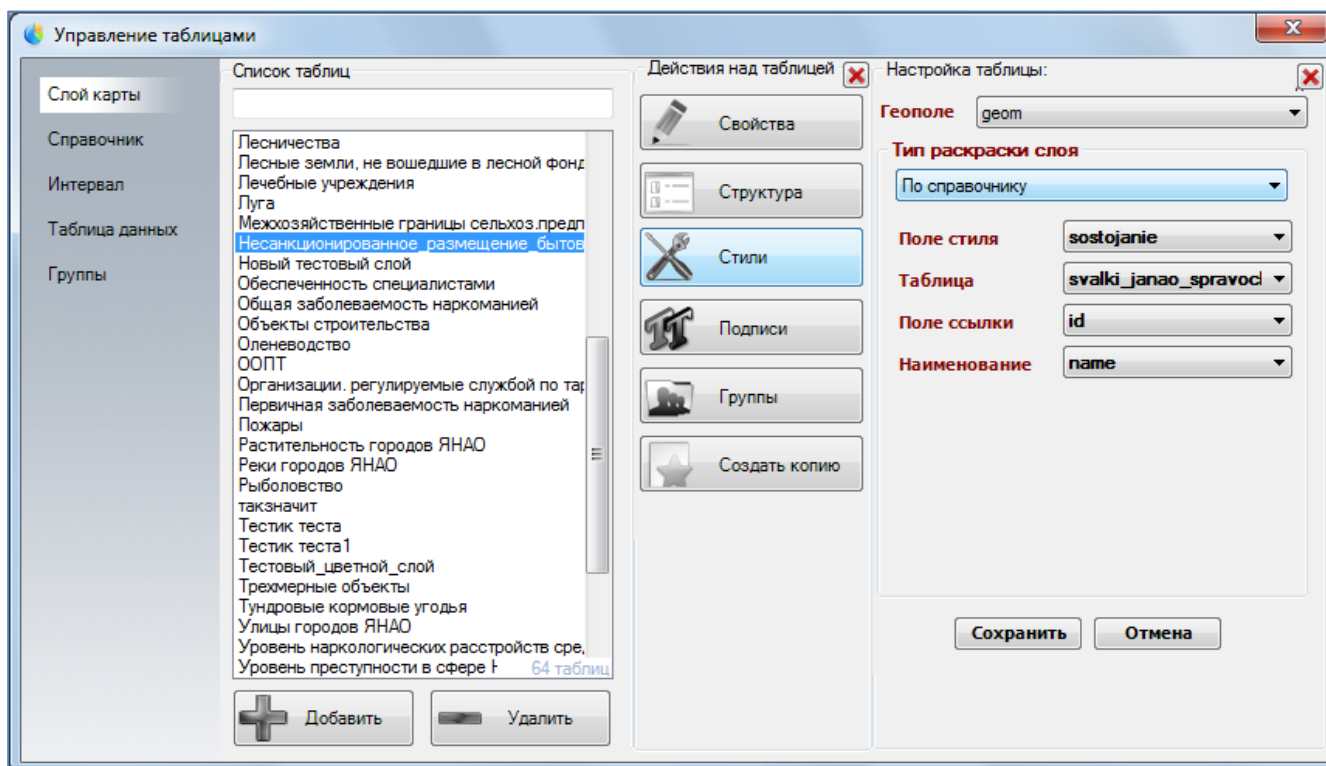 Управление таблицами
Слой карты
Справочник
Интервал
Таблица данных
Группы
Список таблиц
Лесничества
Лесные земли, не вошедшие в лесной фонд
Лечебные учреждения
Луга
Межхозяйственные границы сельхоз.предп
Несанкционированное_размещение_бытов
Новый тестовый слой
Обеспеченность специалистами
Общая заболеваемость наркоманией
Объекты строительства
Оленеводство
ООПТ
Организации. регулируемые службой по тар
Первичная заболеваемость наркоманией
Пожары
Растительность городов ЯНАО
Реки городов ЯНАО
Рыболовство
такзначит
Тестик теста
Тестик теста1
Тестовый_цветной_слой
Трехмерные объекты
Тундровые кормовые угодья
Улицы городов ЯНАО
Уровень наркологических расстройств сре,
Уровень преступности в сфере Н
64 таблиц
Добавить
Удалить
Действия над таблицей
Свойства
Структура
Стили
Подписи
Группы
Создать копию
Настройка таблицы:
Геополе geom
Тип раскраски слоя
По справочнику
Поле стиля sostojanie
Таблица svalki_janao_spravocl
Поле ссылки id
Наименование name
Сохранить
Отмена